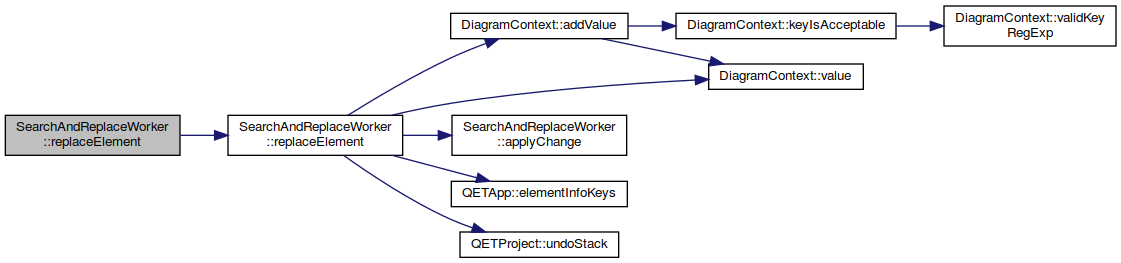 SearchAndReplaceWorker
::replaceElement
SearchAndReplaceWorker
::replaceElement
DiagramContext::addValue
DiagramContext::keyIsAcceptable
DiagramContext::validKey
RegExp
DiagramContext::value
SearchAndReplaceWorker
::applyChange
QETApp::elementInfoKeys
QETProject::undoStack